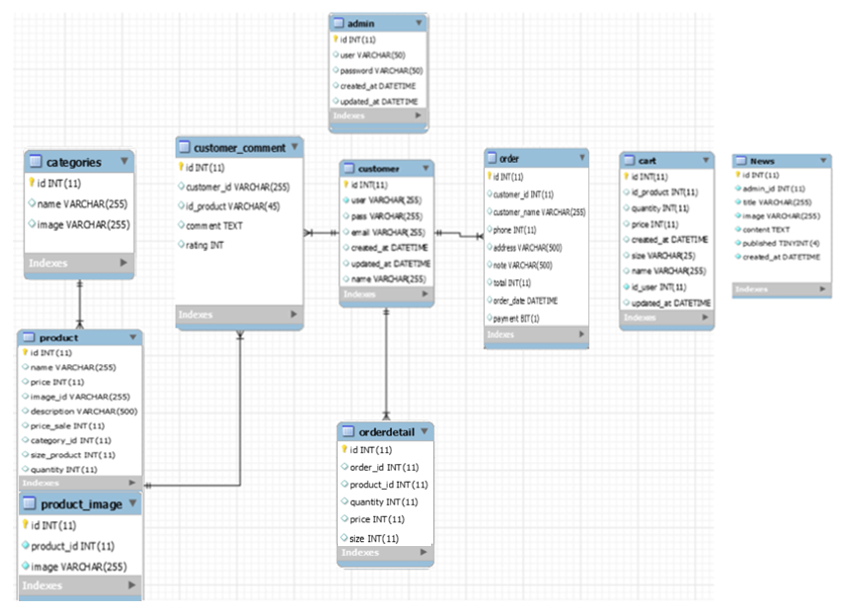 admin
id INT(11)
user VARCHAR(50)
password VARCHAR(50)
created_at DATETIME
updated_at DATETIME
Indexes
categories
id INT(11)
name VARCHAR(255)
image VARCHAR(255)
Indexes
customer_comment
id INT(11)
customer_id VARCHAR(255)
id_product VARCHAR(45)
comment TEXT
rating INT
Indexes
customer
id INT(11)
user VARCHAR(255)
pass VARCHAR(255)
email VARCHAR(255)
created_at DATETIME
updated_at DATETIME
name VARCHAR(255)
Indexes
order
id INT(11)
customer_id INT(11)
customer_name VARCHAR(255)
phone INT(11)
address VARCHAR(500)
note VARCHAR(500)
total INT(11)
order_date DATETIME
payment BIT(1)
Indexes
cart
id INT(11)
id_product INT(11)
quantity INT(11)
price INT(11)
created_at DATETIME
size VARCHAR(25)
name VARCHAR(255)
id_user INT(11)
updated_at DATETIME
Indexes
News
id INT(11)
admin_id INT(11)
title VARCHAR(255)
image VARCHAR(255)
content TEXT
published TINYINT(4)
created_at DATETIME
Indexes
product
id INT(11)
name VARCHAR(255)
price INT(11)
image_id VARCHAR(255)
description VARCHAR(500)
price_sale INT(11)
category_id INT(11)
size_product INT(11)
quantity INT(11)
Indexes
product_image
id INT(11)
product_id INT(11)
image VARCHAR(255)
Indexes
orderdetail
id INT(11)
order_id INT(11)
product_id INT(11)
quantity INT(11)
price INT(11)
size INT(11)
Indexes